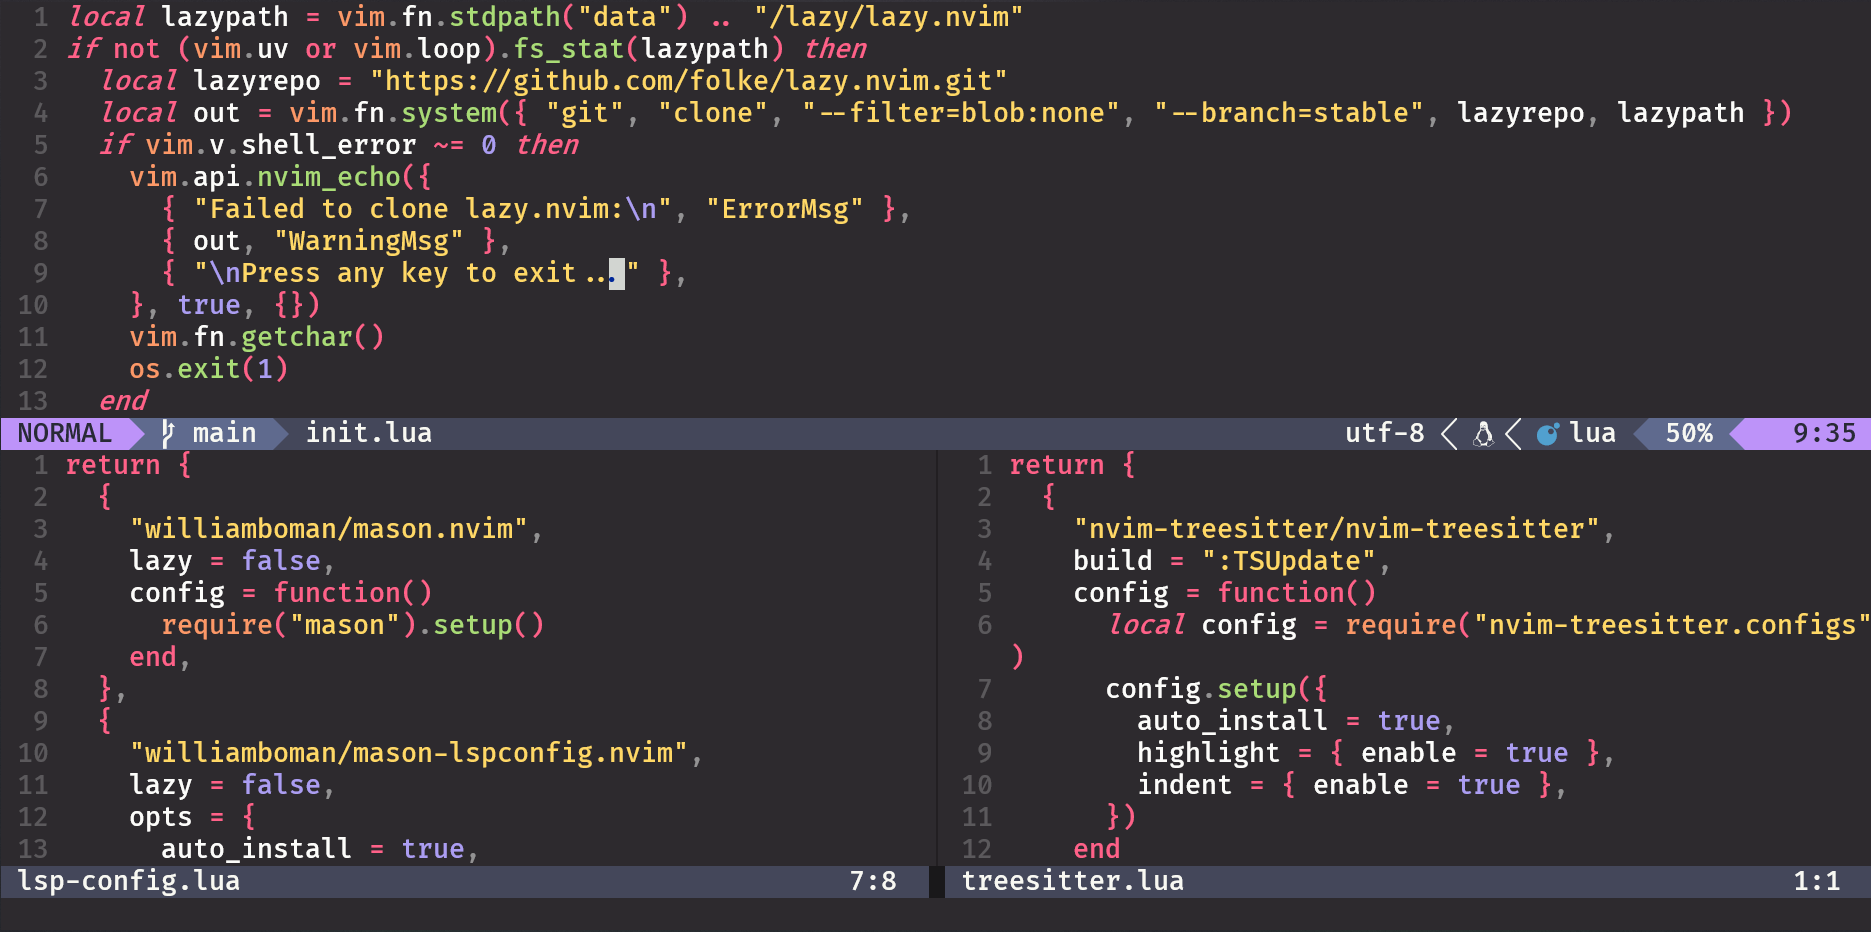 1 local lazypath = vim.fn.stdpath("data") .. "/lazy/lazy.nvim"
2 if not (vim.uv or vim.loop).fs_stat(lazypath) then
3   local lazyrepo = "https://github.com/folke/lazy.nvim.git"
4   local out = vim.fn.system({ "git", "clone", "--filter=blob:none", "--branch=stable", lazyrepo, lazypath })
5   if vim.v.shell_error ~= 0 then
6     vim.api.nvim_echo({
7       { "Failed to clone lazy.nvim:\n", "ErrorMsg" },
8       { out, "WarningMsg" },
9       { "\nPress any key to exit..." },
10     }, true, {})
11     vim.fn.getchar()
12     os.exit(1)
13   end
NORMAL main init.lua utf-8 lua 50% 9:35
1 return {
2   {
3     "williamboman/mason.nvim",
4     lazy = false,
5     config = function()
6       require("mason").setup()
7     end,
8   },
9   {
10     "williamboman/mason-lspconfig.nvim",
11     lazy = false,
12     opts = {
13       auto_install = true,
lsp-config.lua 7:8
1 return {
2   {
3     "nvim-treesitter/nvim-treesitter",
4     build = ":TSUpdate",
5     config = function()
6       local config = require("nvim-treesitter.configs"
)
7       config.setup({
8         auto_install = true,
9         highlight = { enable = true },
10         indent = { enable = true },
11       })
12     end
treesitter.lua 1:1